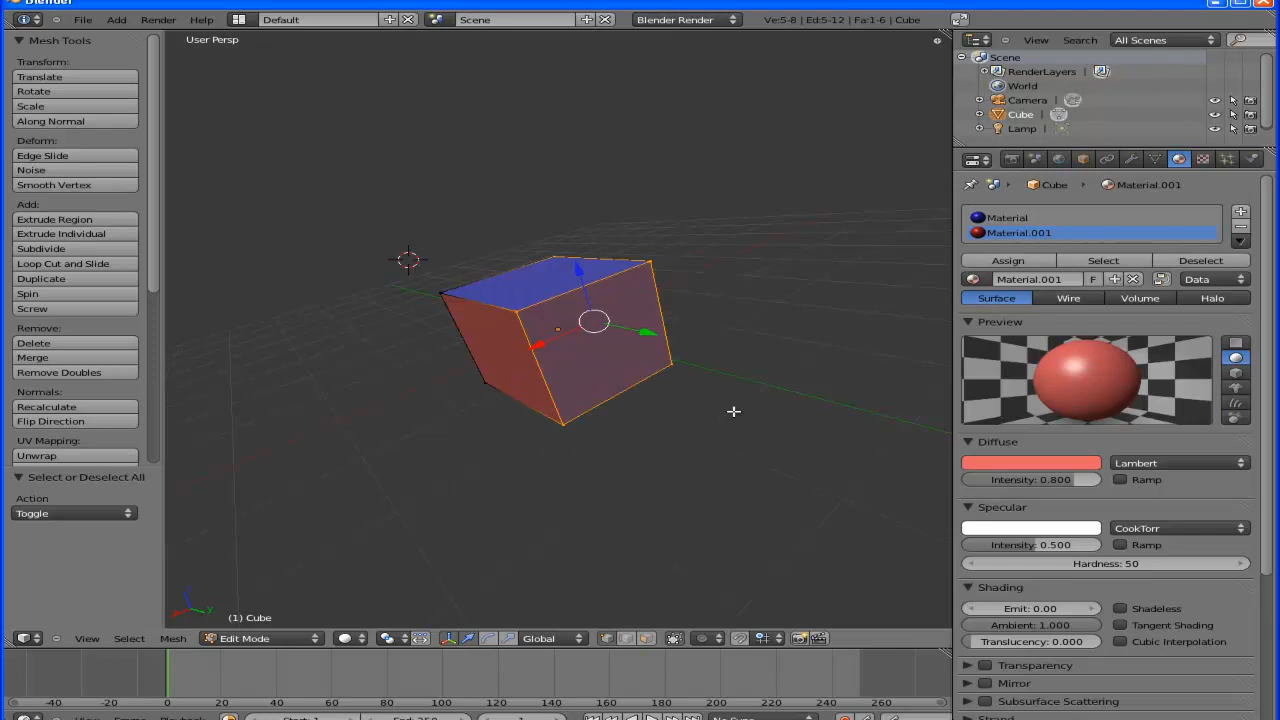 Blender
File Add Render Help Default Scene Blender Render Ve:5-8 | Ed:5-12 | Fa:1-6 | Cube
Mesh Tools
Transform:
Translate
Rotate
Scale
Along Normal
Deform:
Edge Slide
Noise
Smooth Vertex
Add:
Extrude Region
Extrude Individual
Subdivide
Loop Cut and Slide
Duplicate
Spin
Screw
Remove:
Delete
Merge
Remove Doubles
Normals:
Recalculate
Flip Direction
UV Mapping:
Unwrap
Select or Deselect All
Action
Toggle
User Persp
(1) Cube
View Select Mesh Edit Mode Global
-40 -20 0 20 40 60 80 100 120 140 160 180 200 220 240 260
View Search All Scenes
Scene
RenderLayers |
World
Camera |
Cube |
Lamp |
Cube Material.001
Material
Material.001
Assign Select Deselect
Material.001 F Data
Surface Wire Volume Halo
Preview
Diffuse
Lambert
Intensity: 0.800 Ramp
Specular
CookTorr
Intensity: 0.500 Ramp
Hardness: 50
Shading
Emit: 0.00 Shadeless
Ambient: 1.000 Tangent Shading
Translucency: 0.000 Cubic Interpolation
Transparency
Mirror
Subsurface Scattering